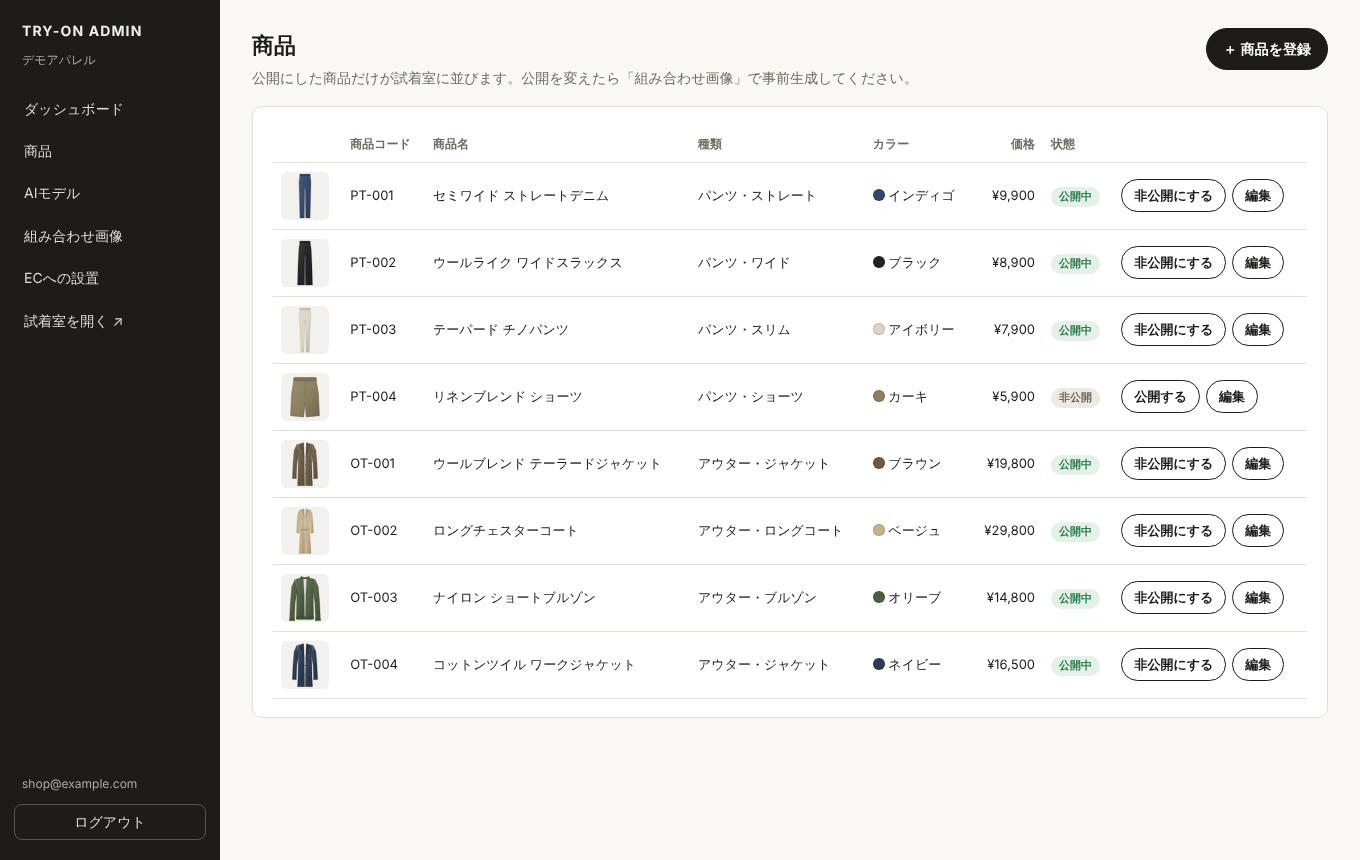 TRY-ON ADMIN
デモアパレル
ダッシュボード
商品
AIモデル
組み合わせ画像
ECへの設置
試着室を開く ↗
shop@example.com
ログアウト
商品
公開にした商品だけが試着室に並びます。公開を変えたら「組み合わせ画像」で事前生成してください。
+ 商品を登録
商品コード 商品名 種類 カラー 価格 状態
PT-001 セミワイド ストレートデニム パンツ・ストレート インディゴ ¥9,900 公開中 非公開にする 編集
PT-002 ウールライク ワイドスラックス パンツ・ワイド ブラック ¥8,900 公開中 非公開にする 編集
PT-003 テーパード チノパンツ パンツ・スリム アイボリー ¥7,900 公開中 非公開にする 編集
PT-004 リネンブレンド ショーツ パンツ・ショーツ カーキ ¥5,900 非公開 公開する 編集
OT-001 ウールブレンド テーラードジャケット アウター・ジャケット ブラウン ¥19,800 公開中 非公開にする 編集
OT-002 ロングチェスターコート アウター・ロングコート ベージュ ¥29,800 公開中 非公開にする 編集
OT-003 ナイロン ショートブルゾン アウター・ブルゾン オリーブ ¥14,800 公開中 非公開にする 編集
OT-004 コットンツイル ワークジャケット アウター・ジャケット ネイビー ¥16,500 公開中 非公開にする 編集